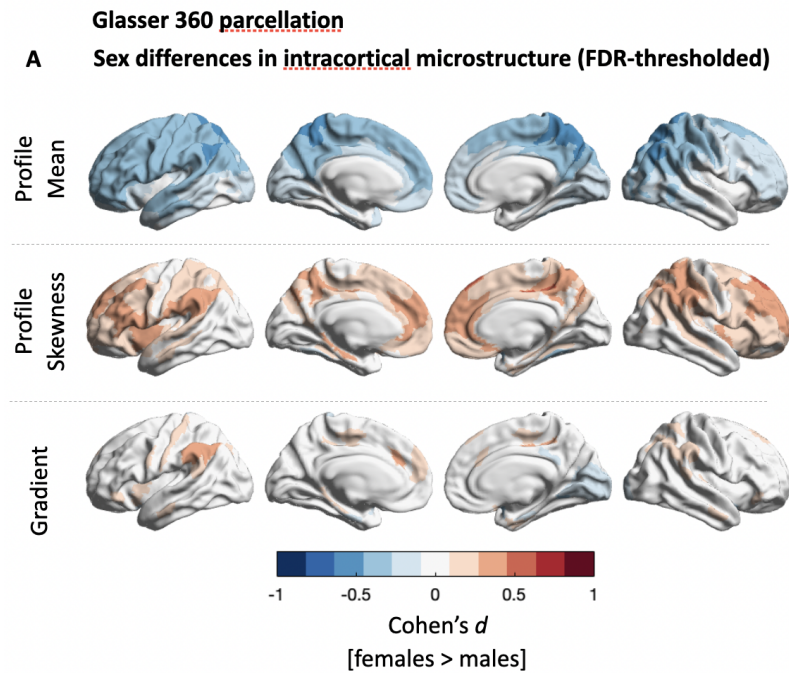 Glasser 360 parcellation
A Sex differences in intracortical microstructure (FDR-thresholded)
Profile
Mean
Profile
Skewness
Gradient
-1 -0.5 0 0.5 1
Cohen's d
[females > males]